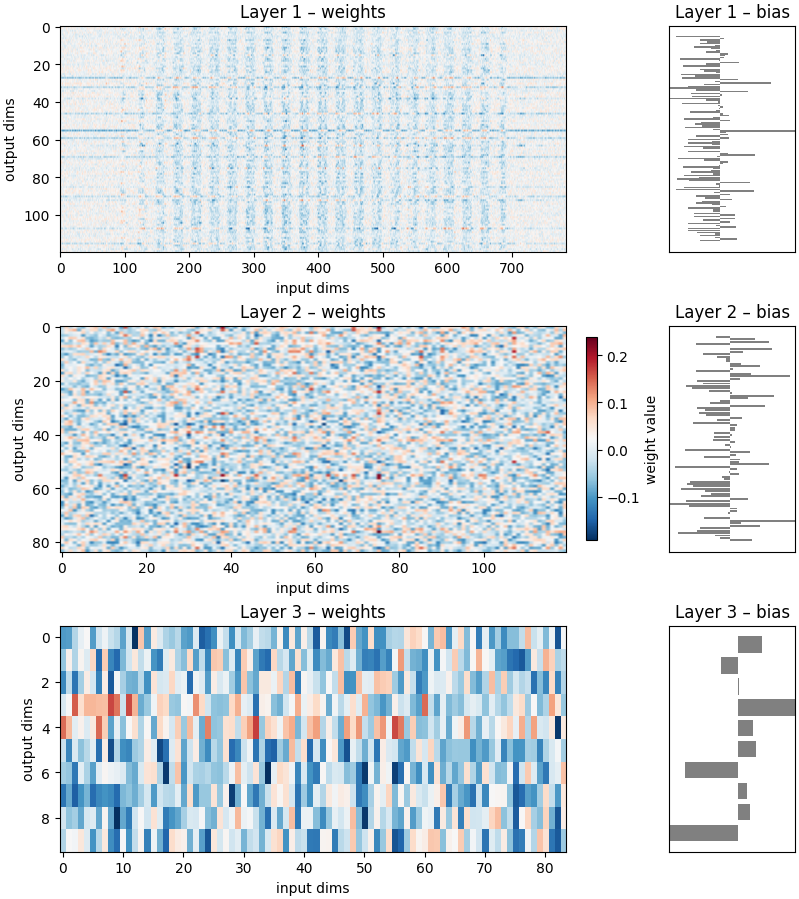 Layer 1 – weights
Layer 1 – bias
0
20
40
60
80
100
output dims
0 100 200 300 400 500 600 700
input dims
Layer 2 – weights
Layer 2 – bias
0
20
40
60
80
output dims
0 20 40 60 80 100
input dims
0.2
0.1
0.0
−0.1
weight value
Layer 3 – weights
Layer 3 – bias
0
2
4
6
8
output dims
0 10 20 30 40 50 60 70 80
input dims